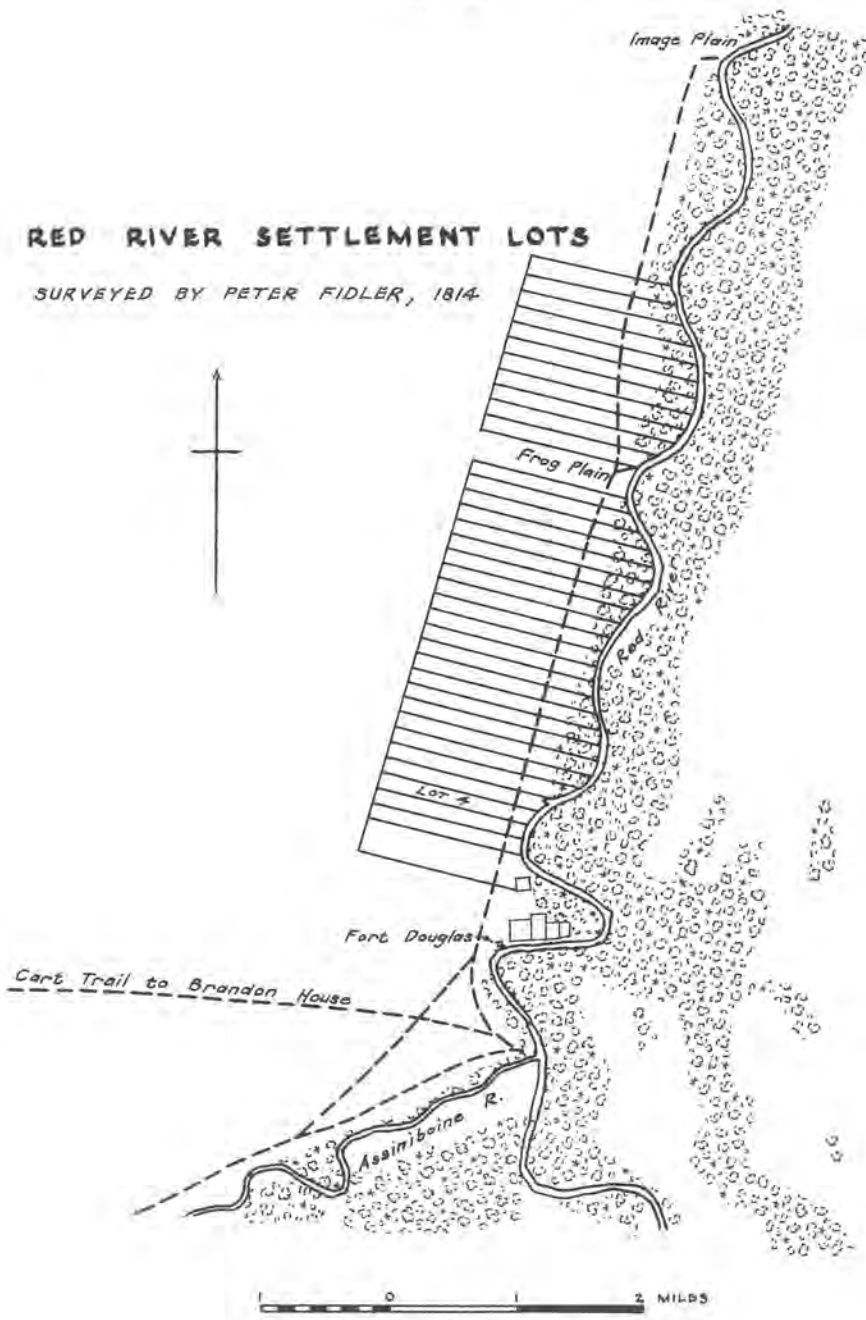 Image Plain
RED RIVER SETTLEMENT LOTS
SURVEYED BY PETER FIDLER, 1814
Frog Plain
Red River
Lot 4
Fort Douglas
Cart Trail to Brandon House
Assiniboine R.
1 0 1 2 MILES